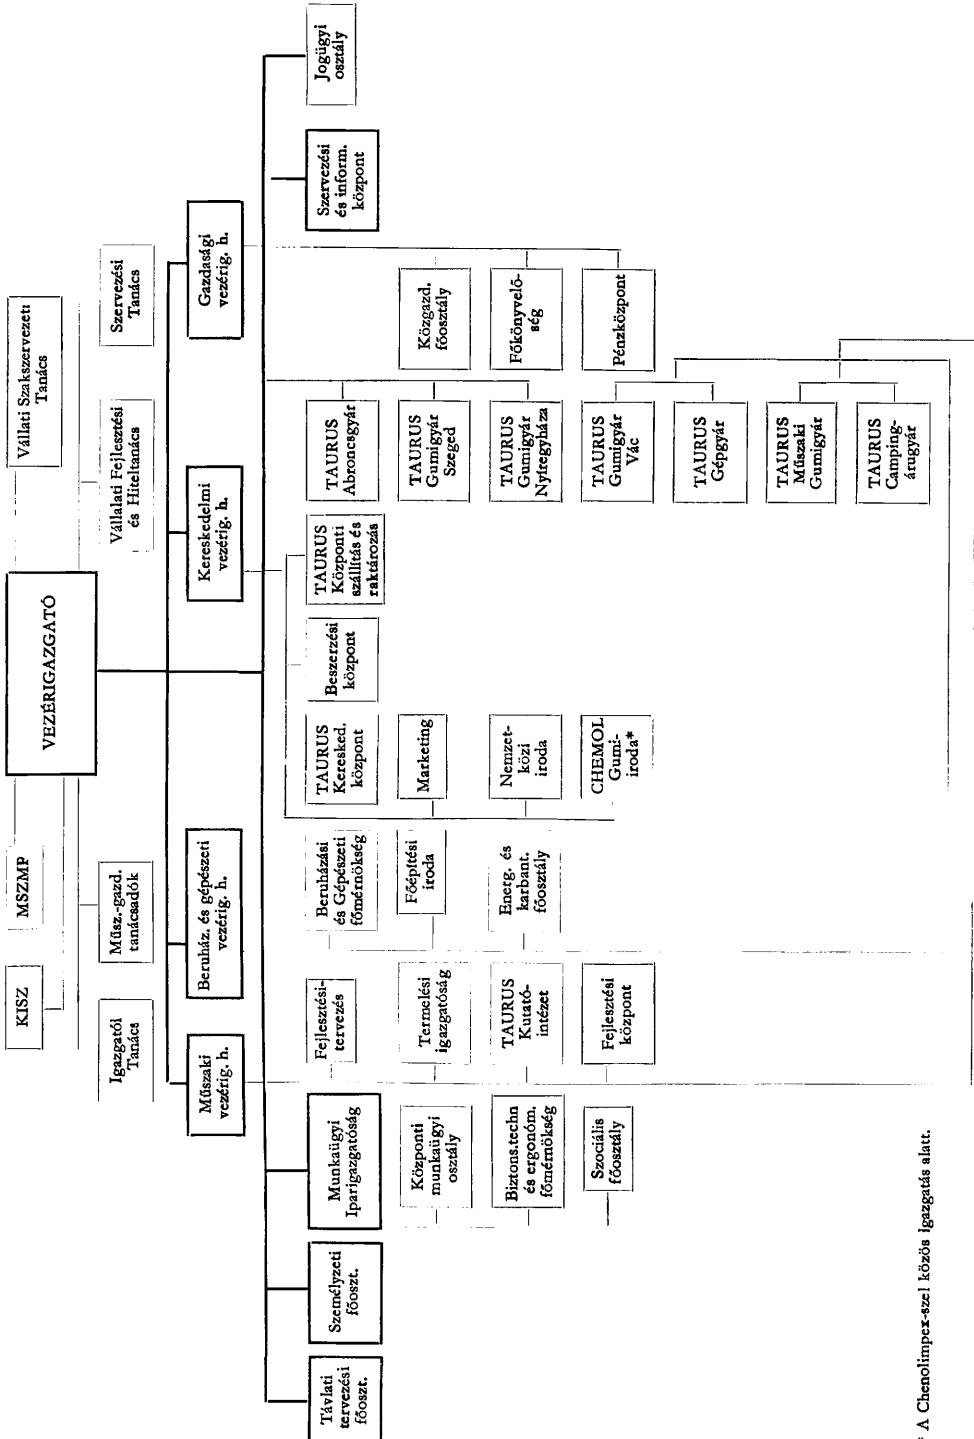 KISZ
MSZMP
VEZÉRIGAZGATÓ
Vállati Szakszervezeti
Tanács
Igazgatói
Tanács
Műsz.-gazd.
tanácsadók
Vállalati Fejlesztési
és Hiteltanács
Szervezési
Tanács
Műszaki
vezérig. h.
Beruház. és gépészeti
vezérig. h.
Kereskedelmi
vezérig. h.
Gazdasági
vezérig. h.
Távlati
tervezési
főoszt.
Személyzeti
főoszt.
Munkaügyi
Iparigazgatóság
Központi
munkaügyi
osztály
Biztons.techn
és ergonóm.
főmérnökség
Szociális
főosztály
Fejlesztési-
tervezés
Termelési
igazgatóság
TAURUS
Kutató-
intézet
Fejlesztési
központ
Beruházási
és Gépészeti
főmérnökség
Főépítési
iroda
Energ. és
karbant.
főosztály
TAURUS
Keresked.
központ
Marketing
Nemzet-
közi
iroda
CHEMOL
Gumi-
iroda*
Beszerzési
központ
TAURUS
Központi
szállítás és
raktározás
TAURUS
Abroncsgyár
TAURUS
Gumigyár
Szeged
TAURUS
Gumigyár
Nyíregyháza
TAURUS
Gumigyár
Vác
TAURUS
Gépgyár
TAURUS
Műszaki
Gumigyár
TAURUS
Camping-
árugyár
Közgazd.
főosztály
Főkönyvelő-
ség
Pénzközpont
Szervezési
és inform.
központ
Jogügyi
osztály
* A Chenolimpex-szel közös igazgatás alatt.